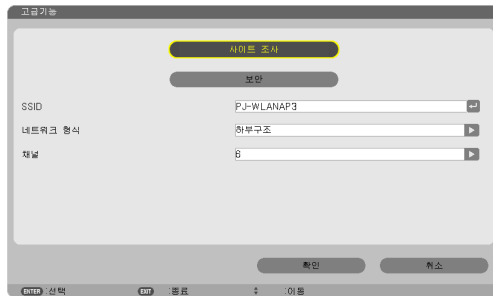 고급기능
사이트 조사
보안
SSID PJ-WLANAP3
네트워크 형식 하부구조
채널 6
확인 취소
ENTER :선택 EXIT :종료 :이동